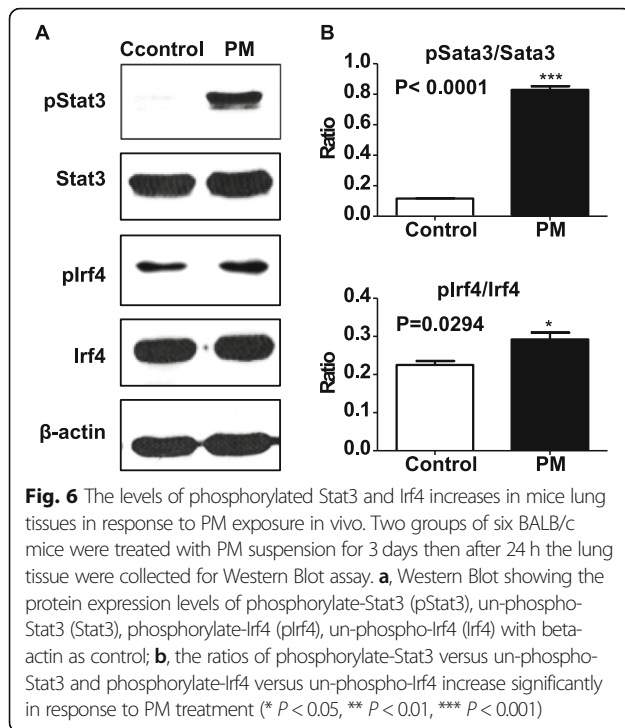 A
Ccontrol PM
pStat3
Stat3
pIrf4
Irf4
β-actin
B
pSata3/Sata3
Ratio
1.0
0.8
0.6
0.4
0.2
0.0
P< 0.0001
***
Control PM
pIrf4/Irf4
Ratio
0.4
0.3
0.2
0.1
0.0
P=0.0294
*
Control PM
Fig. 6 The levels of phosphorylated Stat3 and Irf4 increases in mice lung
tissues in response to PM exposure in vivo. Two groups of six BALB/c
mice were treated with PM suspension for 3 days then after 24 h the lung
tissue were collected for Western Blot assay. a, Western Blot showing the
protein expression levels of phosphorylate-Stat3 (pStat3), un-phospho-
Stat3 (Stat3), phosphorylate-Irf4 (pIrf4), un-phospho-Irf4 (Irf4) with beta-
actin as control; b, the ratios of phosphorylate-Stat3 versus un-phospho-
Stat3 and phosphorylate-Irf4 versus un-phospho-Irf4 increase significantly
in response to PM treatment (* P < 0.05, ** P < 0.01, *** P < 0.001)